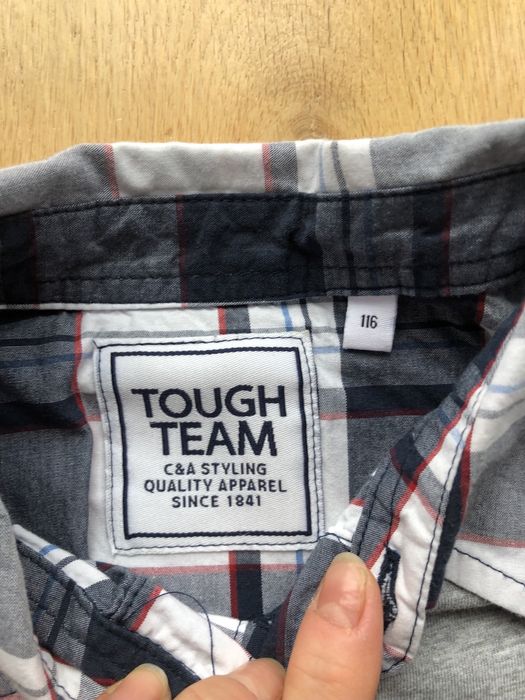 116
TOUGH
TEAM
C&A STYLING
QUALITY APPAREL
SINCE 1841